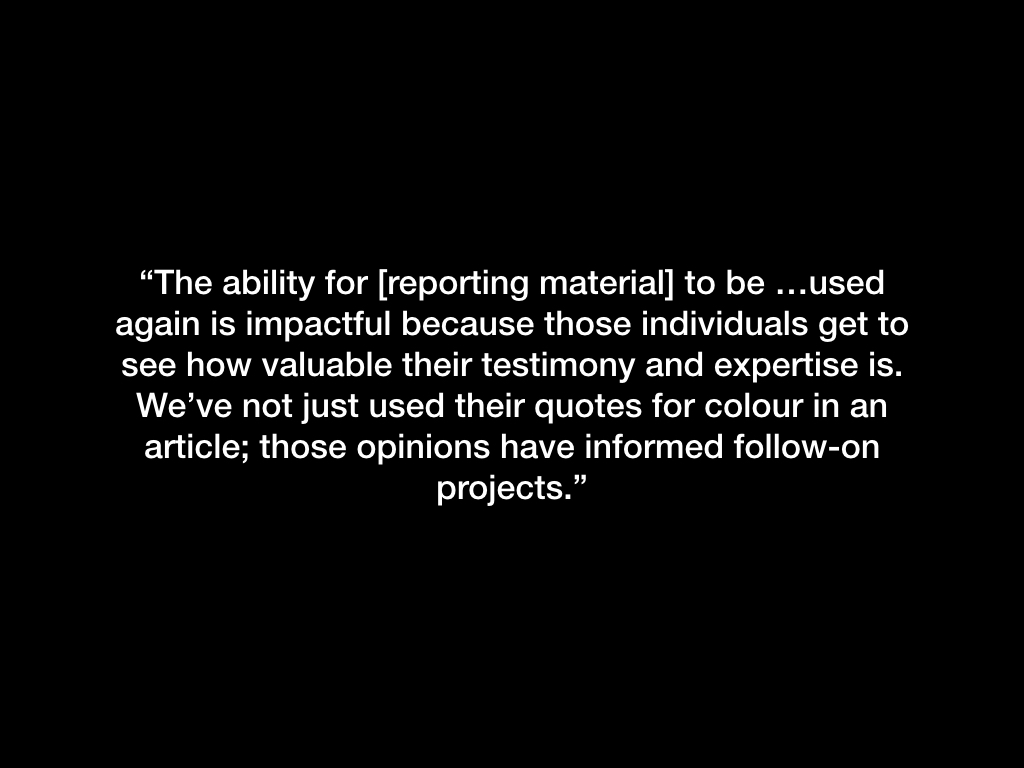 “The ability for [reporting material] to be …used
again is impactful because those individuals get to
see how valuable their testimony and expertise is.
We’ve not just used their quotes for colour in an
article; those opinions have informed follow-on
projects.”